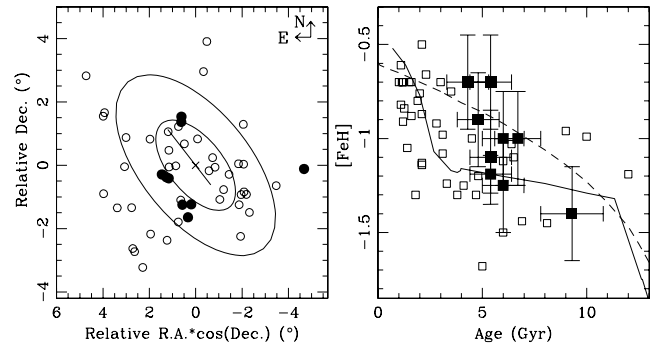 N
E
4
2
0
−2
−4
Relative Dec. (°)
6 4 2 0 −2 −4
Relative R.A.*cos(Dec.) (°)
−0.5
−1
−1.5
[FeH]
0 5 10
Age (Gyr)